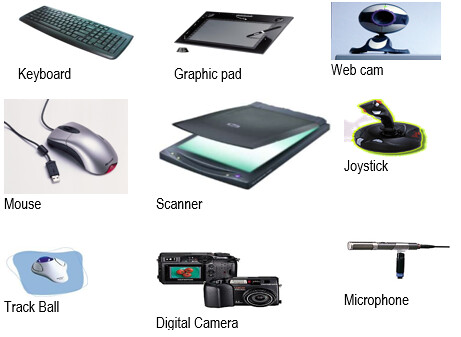 Keyboard
Graphic pad
Web cam
Mouse
Scanner
Joystick
Track Ball
Digital Camera
Microphone